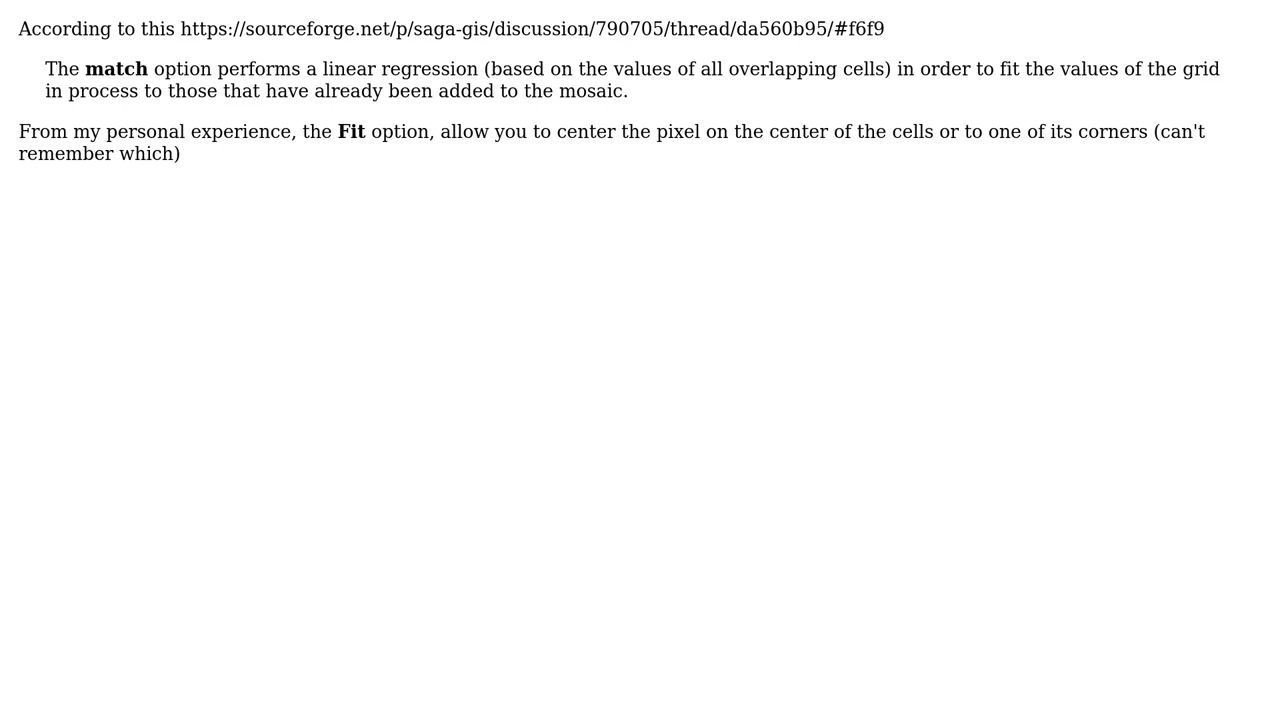 According to this https://sourceforge.net/p/saga-gis/discussion/790705/thread/da560b95/#f6f9
The match option performs a linear regression (based on the values of all overlapping cells) in order to fit the values of the grid
in process to those that have already been added to the mosaic.
From my personal experience, the Fit option, allow you to center the pixel on the center of the cells or to one of its corners (can't
remember which)